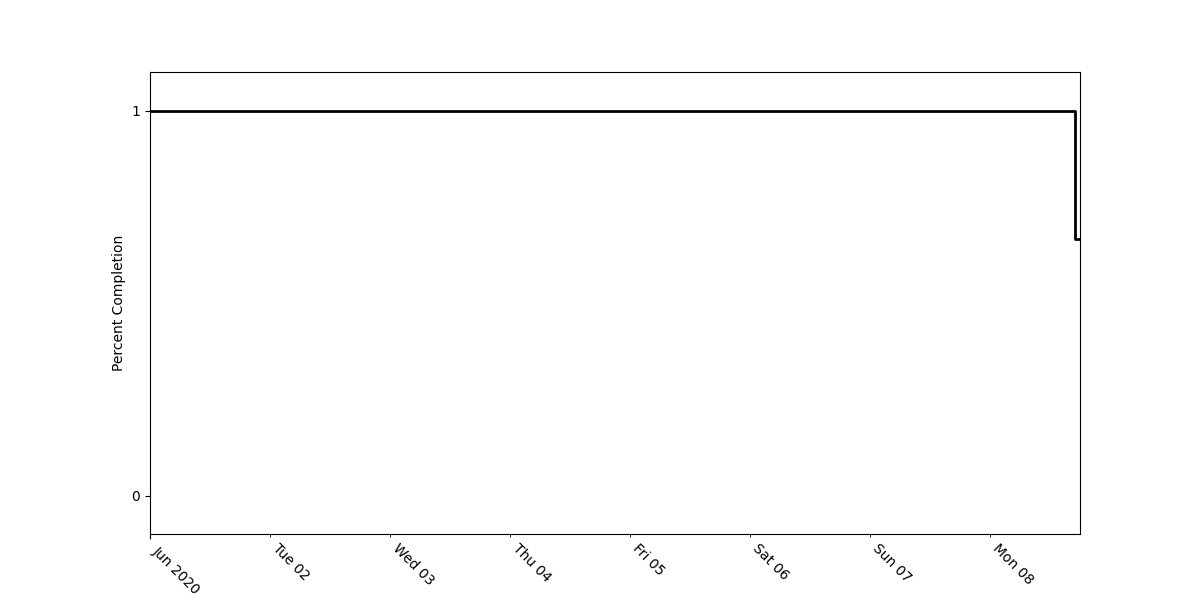 1
Percent Completion
0
Jun 2020
Tue 02
Wed 03
Thu 04
Fri 05
Sat 06
Sun 07
Mon 08